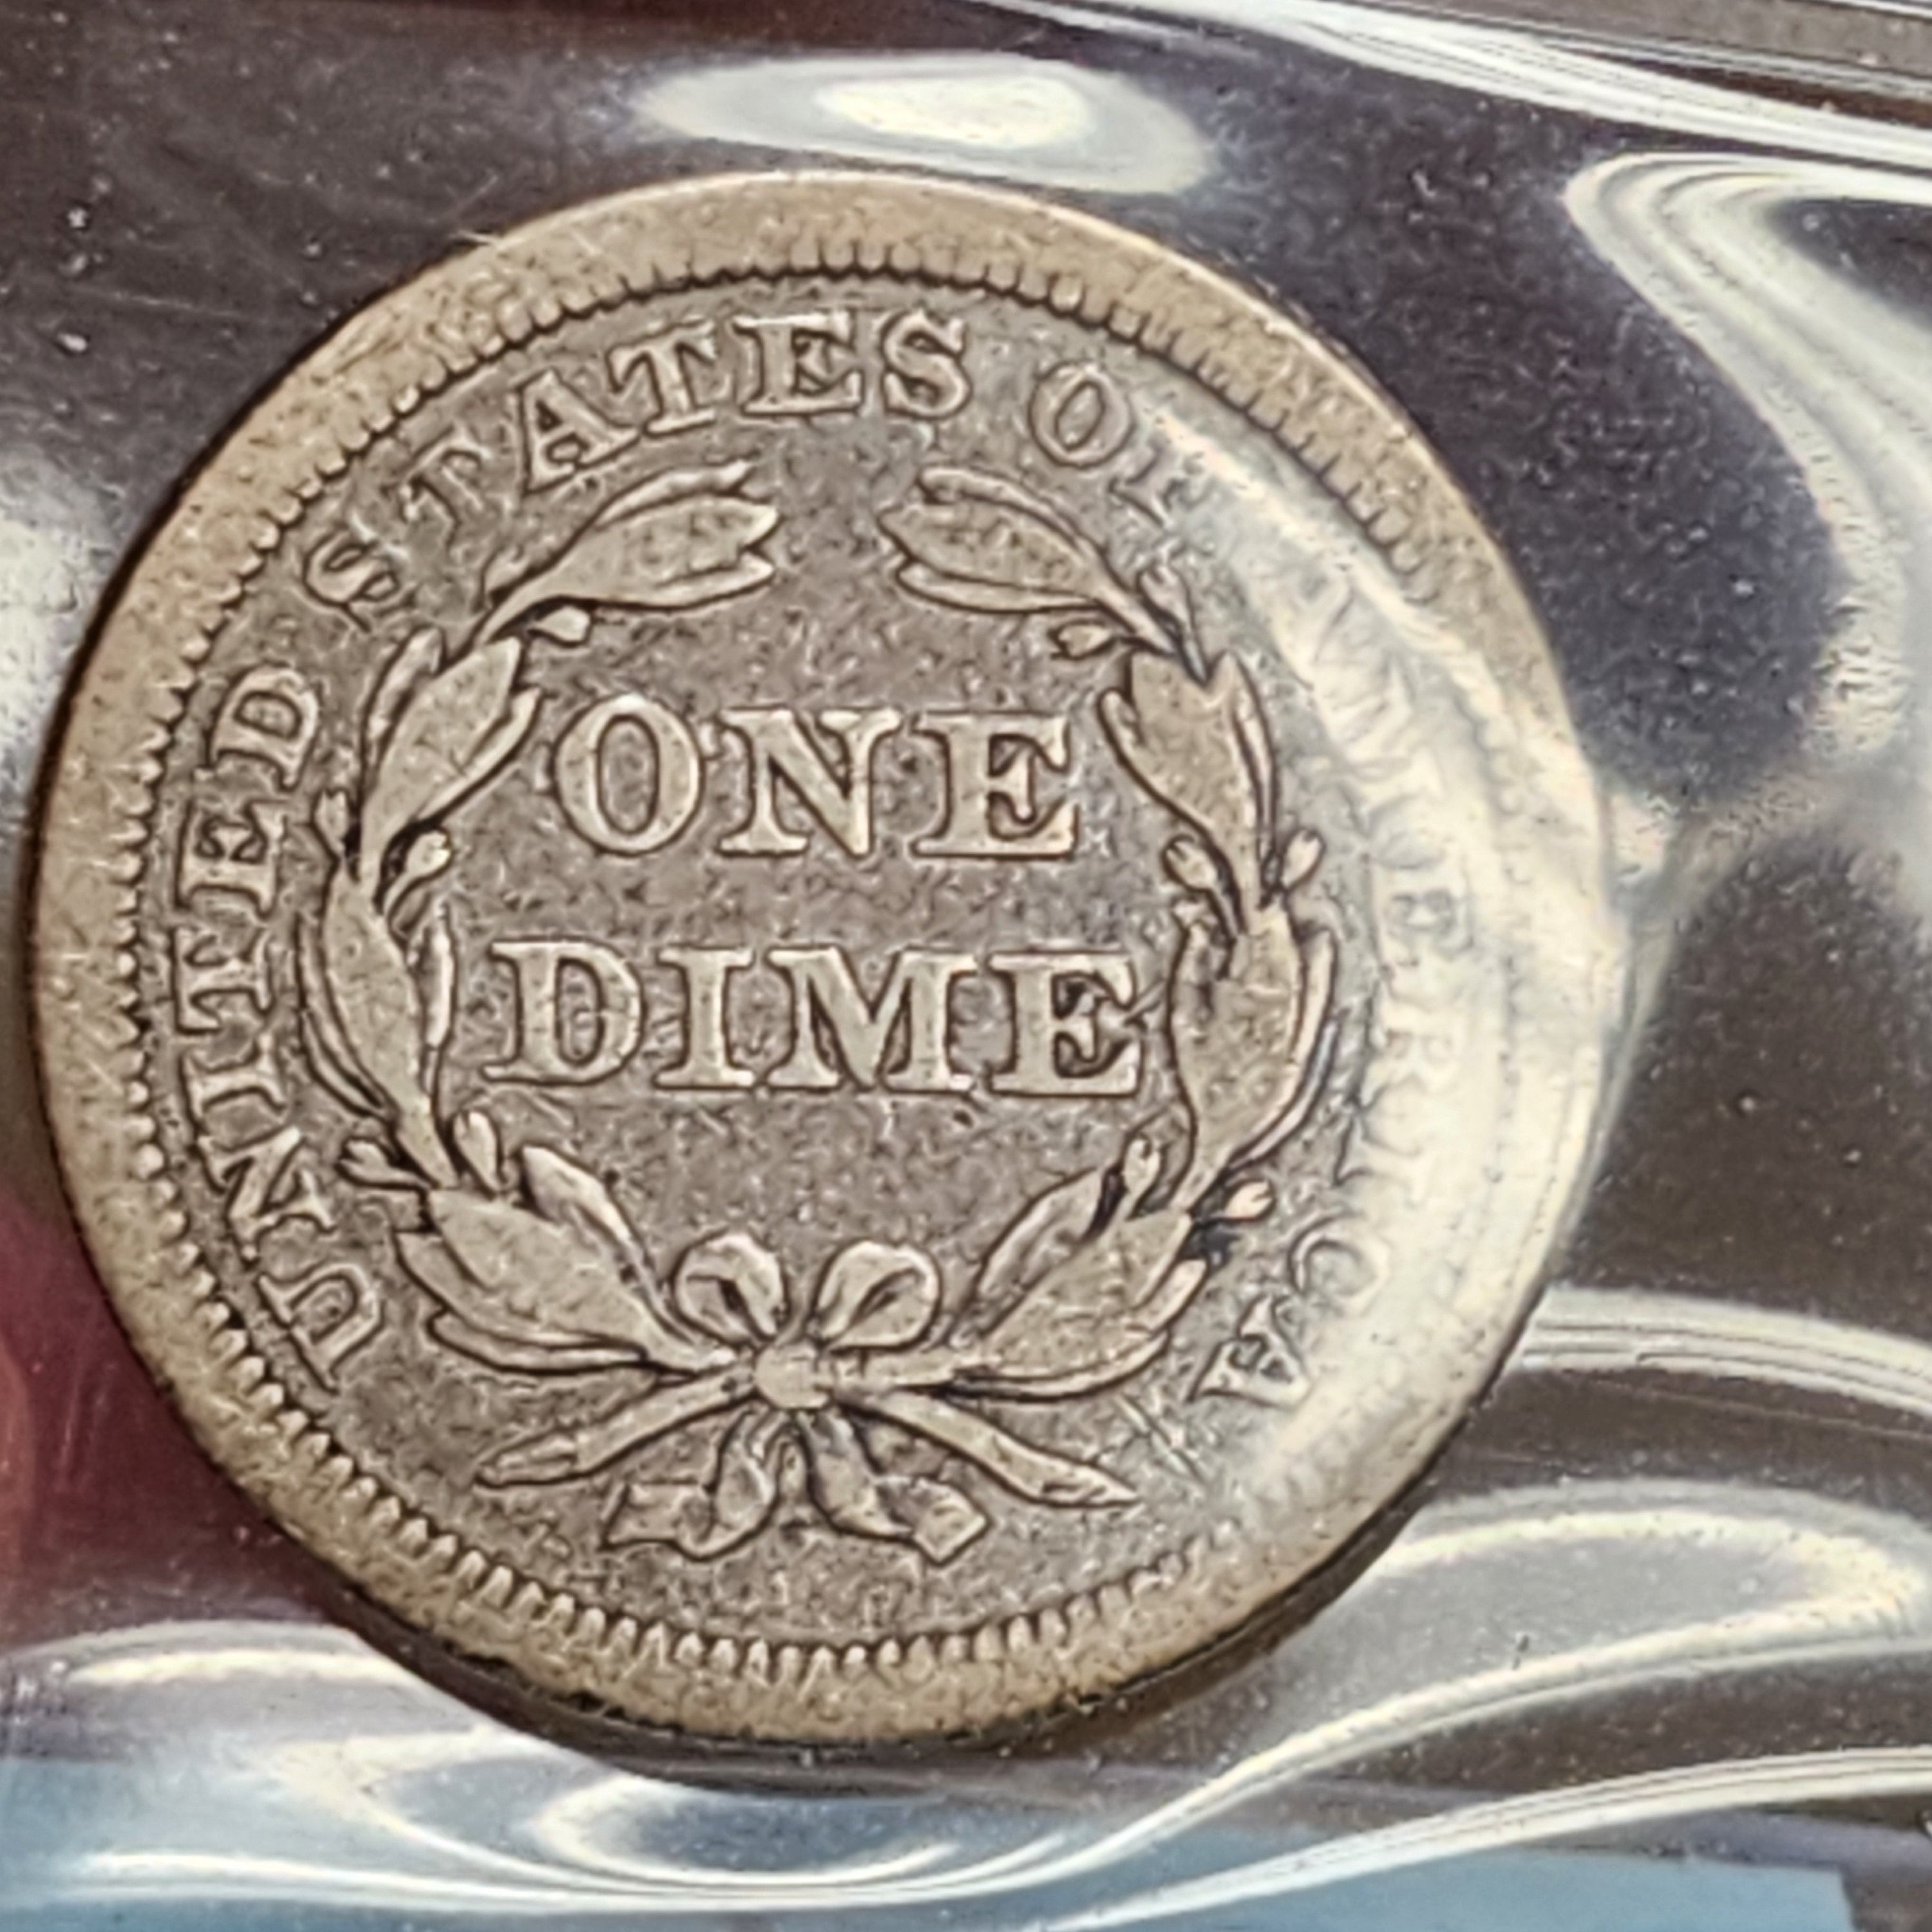 UNITED STATES OF AMERICA
ONE
DIME